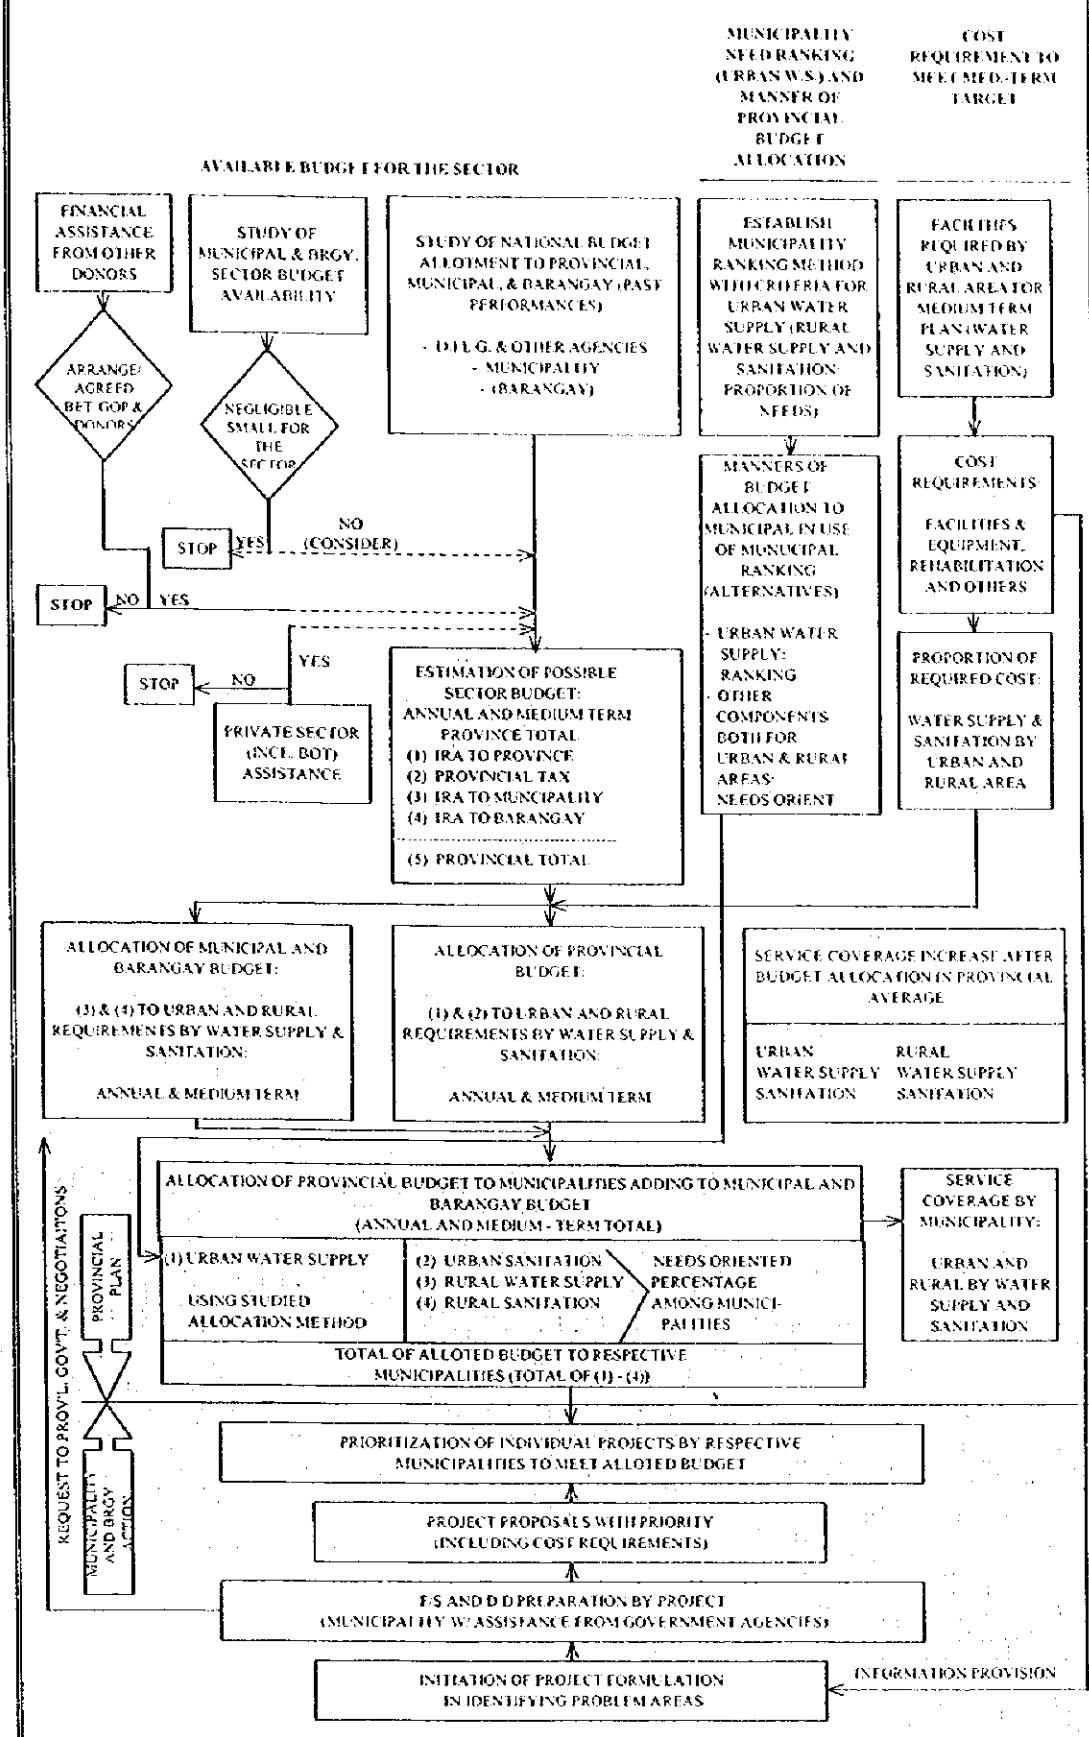 MUNICIPALITY
NEED RANKING
(URBAN W.S.) AND
MANNER OF
PROVINCIAL
BUDGET
ALLOCATION
COST
REQUIREMENT TO
MEET MED.-TERM
TARGET
AVAILABLE BUDGET FOR THE SECTOR
FINANCIAL
ASSISTANCE
FROM OTHER
DONORS
STUDY OF
MUNICIPAL & BRGY.
SECTOR BUDGET
AVAILABILITY
STUDY OF NATIONAL BUDGET
ALLOTMENT TO PROVINCIAL,
MUNICIPAL, & BARANGAY (PAST
PERFORMANCES)
- D.I.L.G. & OTHER AGENCIES
- MUNICIPALITY
- (BARANGAY)
ESTABLISH
MUNICIPALITY
RANKING METHOD
WITH CRITERIA FOR
URBAN WATER
SUPPLY (RURAL
WATER SUPPLY AND
SANITATION:
PROPORTION OF
NEEDS)
FACILITIES
REQUIRED BY
URBAN AND
RURAL AREA FOR
MEDIUM TERM
PLAN (WATER
SUPPLY AND
SANITATION)
ARRANGE/
AGREED
BET GOP &
DONORS
NEGLIGIBLE
SMALL FOR
THE
SECTOR
MANNERS OF
BUDGET
ALLOCATION TO
MUNICIPAL IN USE
OF MUNUCIPAL
RANKING
(ALTERNATIVES)
- URBAN WATER
SUPPLY:
RANKING
- OTHER
COMPONENTS
BOTH FOR
URBAN & RURAL
AREAS:
NEEDS ORIENT
COST
REQUIREMENTS:
FACILITIES &
EQUIPMENT,
REHABILITATION
AND OTHERS
STOP YES
NO
(CONSIDER)
STOP NO YES
STOP NO
YES
PRIVATE SECTOR
(INCL. BOT)
ASSISTANCE
ESTIMATION OF POSSIBLE
SECTOR BUDGET:
ANNUAL AND MEDIUM TERM
PROVINCE TOTAL
(1) IRA TO PROVINCE
(2) PROVINCIAL TAX
(3) IRA TO MUNICIPALITY
(4) IRA TO BARANGAY
(5) PROVINCIAL TOTAL
PROPORTION OF
REQUIRED COST:
WATER SUPPLY &
SANITATION BY
URBAN AND
RURAL AREA
ALLOCATION OF MUNICIPAL AND
BARANGAY BUDGET:
(3) & (4) TO URBAN AND RURAL
REQUIREMENTS BY WATER SUPPLY &
SANITATION:
ANNUAL & MEDIUM TERM
ALLOCATION OF PROVINCIAL
BUDGET:
(1) & (2) TO URBAN AND RURAL
REQUIREMENTS BY WATER SUPPLY &
SANITATION:
ANNUAL & MEDIUM TERM
SERVICE COVERAGE INCREASE AFTER
BUDGET ALLOCATION IN PROVINCIAL
AVERAGE
URBAN RURAL
WATER SUPPLY WATER SUPPLY
SANITATION SANITATION
ALLOCATION OF PROVINCIAL BUDGET TO MUNICIPALITIES ADDING TO MUNICIPAL AND
BARANGAY BUDGET
(ANNUAL AND MEDIUM - TERM TOTAL)
(1) URBAN WATER SUPPLY
USING STUDIED
ALLOCATION METHOD
(2) URBAN SANITATION
(3) RURAL WATER SUPPLY
(4) RURAL SANITATION
NEEDS ORIENTED
PERCENTAGE
AMONG MUNICI-
PALITIES
TOTAL OF ALLOTED BUDGET TO RESPECTIVE
MUNICIPALITIES (TOTAL OF (1) - (4))
SERVICE
COVERAGE BY
MUNICIPALITY:
URBAN AND
RURAL BY WATER
SUPPLY AND
SANITATION
REQUEST TO PROV'L. GOV'T. & NEGOTIAITONS
PROVINCIAL
PLAN
MUNICIPALITY
AND BRGY
ACTION
PRIORITIZATION OF INDIVIDUAL PROJECTS BY RESPECTIVE
MUNICIPALITIES TO MEET ALLOTED BUDGET
PROJECT PROPOSALS WITH PRIORITY
(INCLUDING COST REQUIREMENTS)
F/S AND D/D PREPARATION BY PROJECT
(MUNICIPALITY W/ ASSISTANCE FROM GOVERNMENT AGENCIES)
INITIATION OF PROJECT FORMULATION
IN IDENTIFYING PROBLEM AREAS
INFORMATION PROVISION